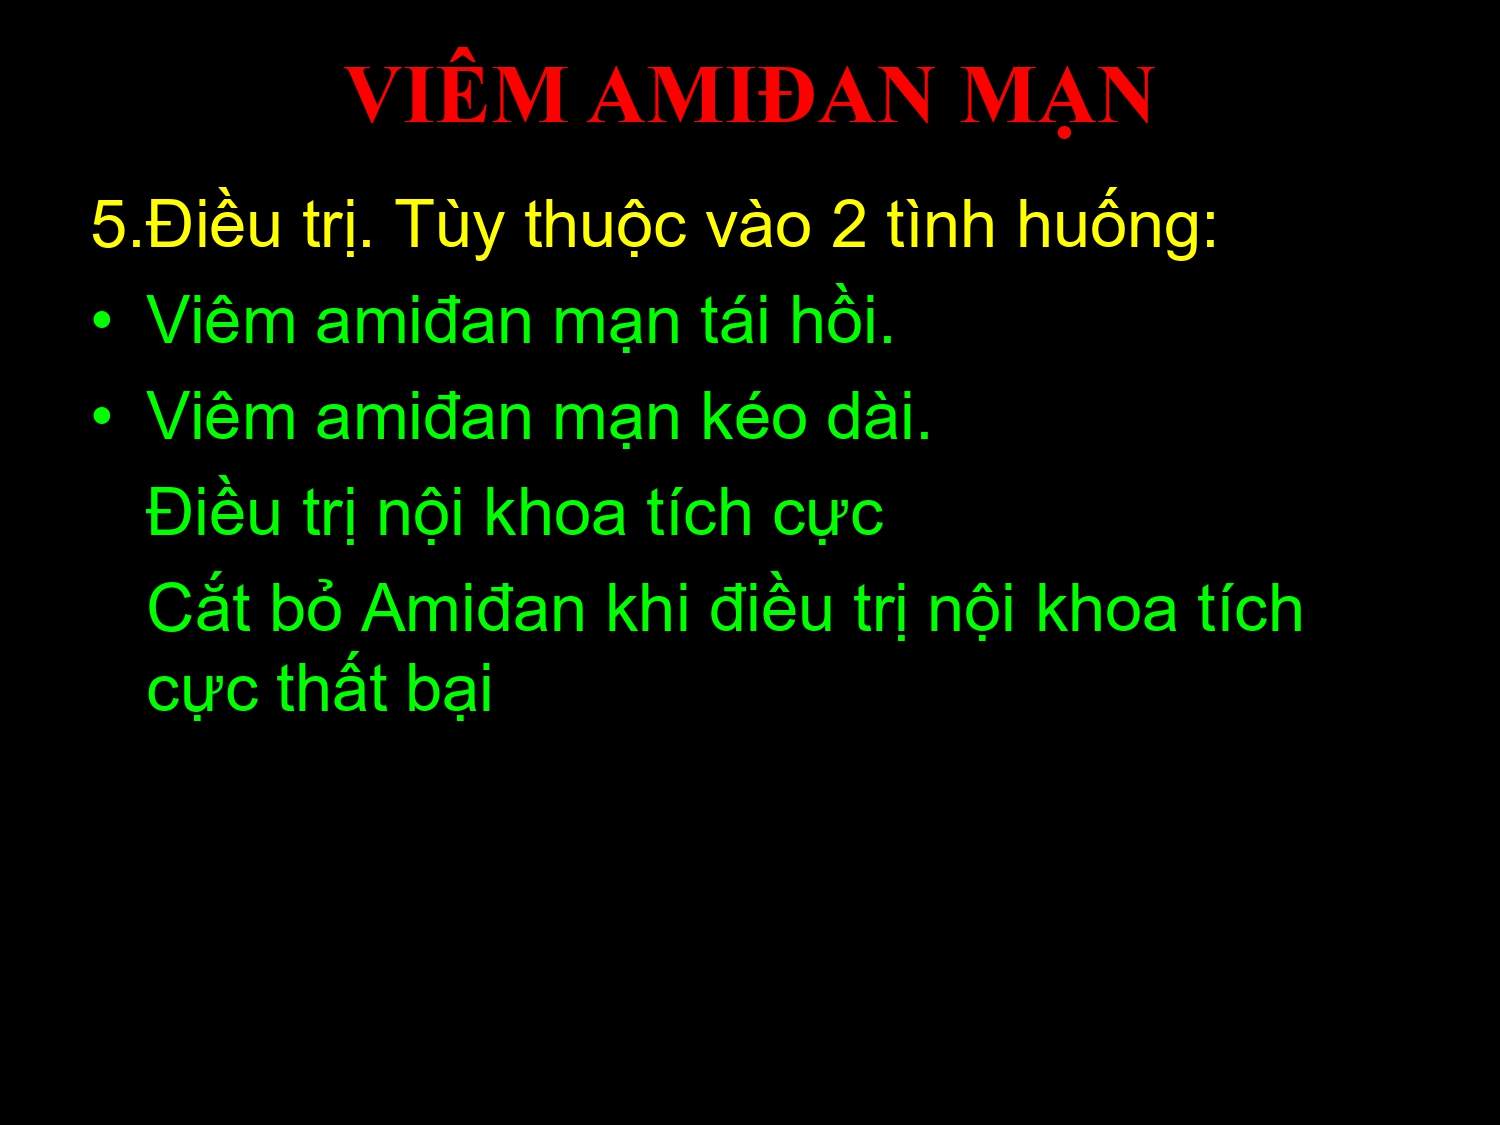 VIÊM AMIĐAN MẠN
5.Điều trị. Tùy thuộc vào 2 tình huống:
• Viêm amiđan mạn tái hồi.
• Viêm amiđan mạn kéo dài.
Điều trị nội khoa tích cực
Cắt bỏ Amiđan khi điều trị nội khoa tích
cực thất bại